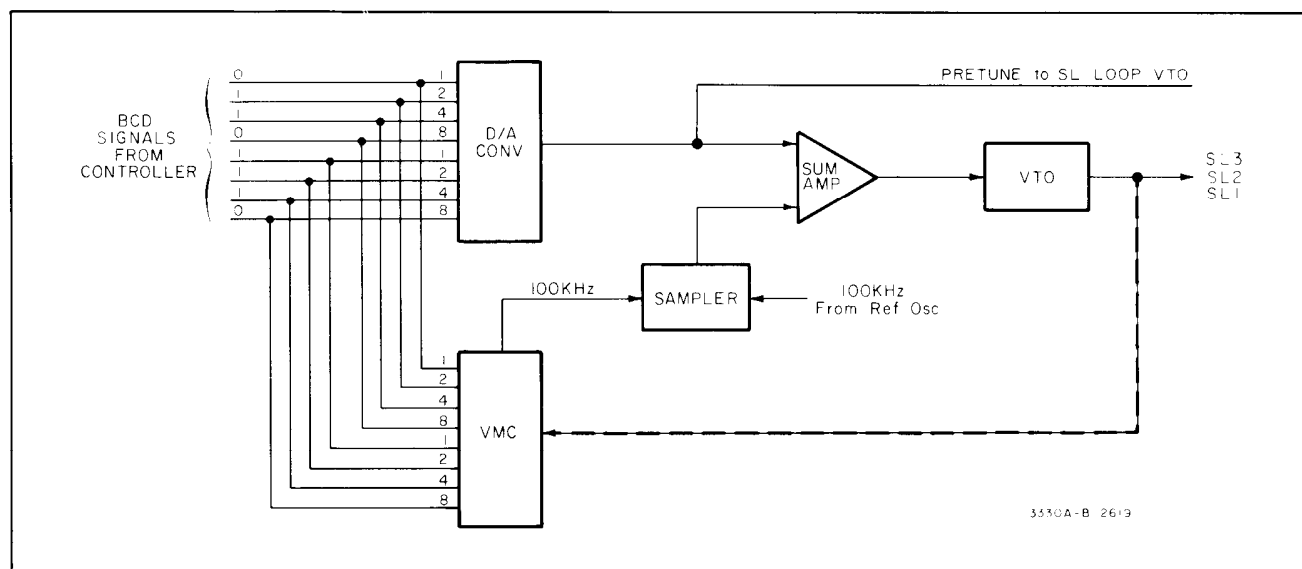 PRETUNE to SL LOOP VTO
BCD
SIGNALS
FROM
CONTROLLER
0
1
1
0
1
1
1
0
1
2
4
8
1
2
4
8
D/A
CONV
SUM
AMP
VTO
SL3
SL2
SL1
100KHz
SAMPLER
100KHz
From Ref Osc
1
2
4
8
1
2
4
8
VMC
3330A-B 2619